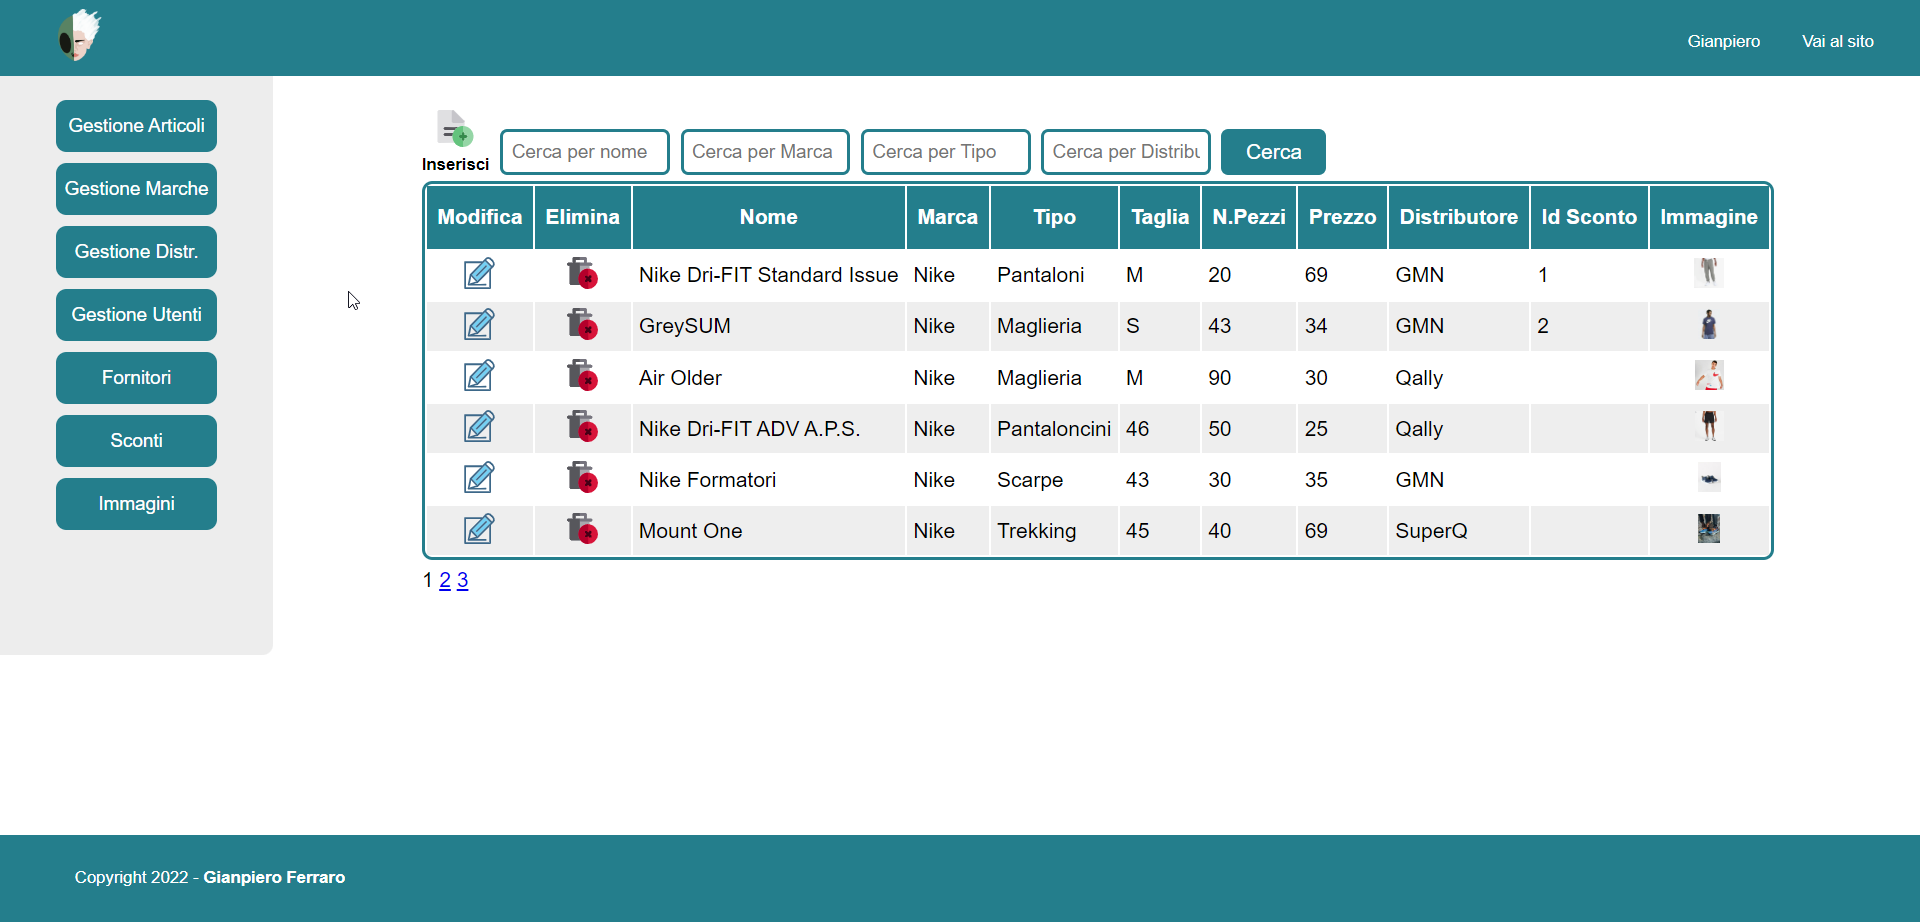 Gianpiero Vai al sito
Gestione Articoli
Gestione Marche
Gestione Distr.
Gestione Utenti
Fornitori
Sconti
Immagini
Inserisci Cerca per nome Cerca per Marca Cerca per Tipo Cerca per Distribu Cerca
Modifica Elimina Nome Marca Tipo Taglia N.Pezzi Prezzo Distributore Id Sconto Immagine
Nike Dri-FIT Standard Issue Nike Pantaloni M 20 69 GMN 1
GreySUM Nike Maglieria S 43 34 GMN 2
Air Older Nike Maglieria M 90 30 Qally
Nike Dri-FIT ADV A.P.S. Nike Pantaloncini 46 50 25 Qally
Nike Formatori Nike Scarpe 43 30 35 GMN
Mount One Nike Trekking 45 40 69 SuperQ
1 2 3
Copyright 2022 - Gianpiero Ferraro